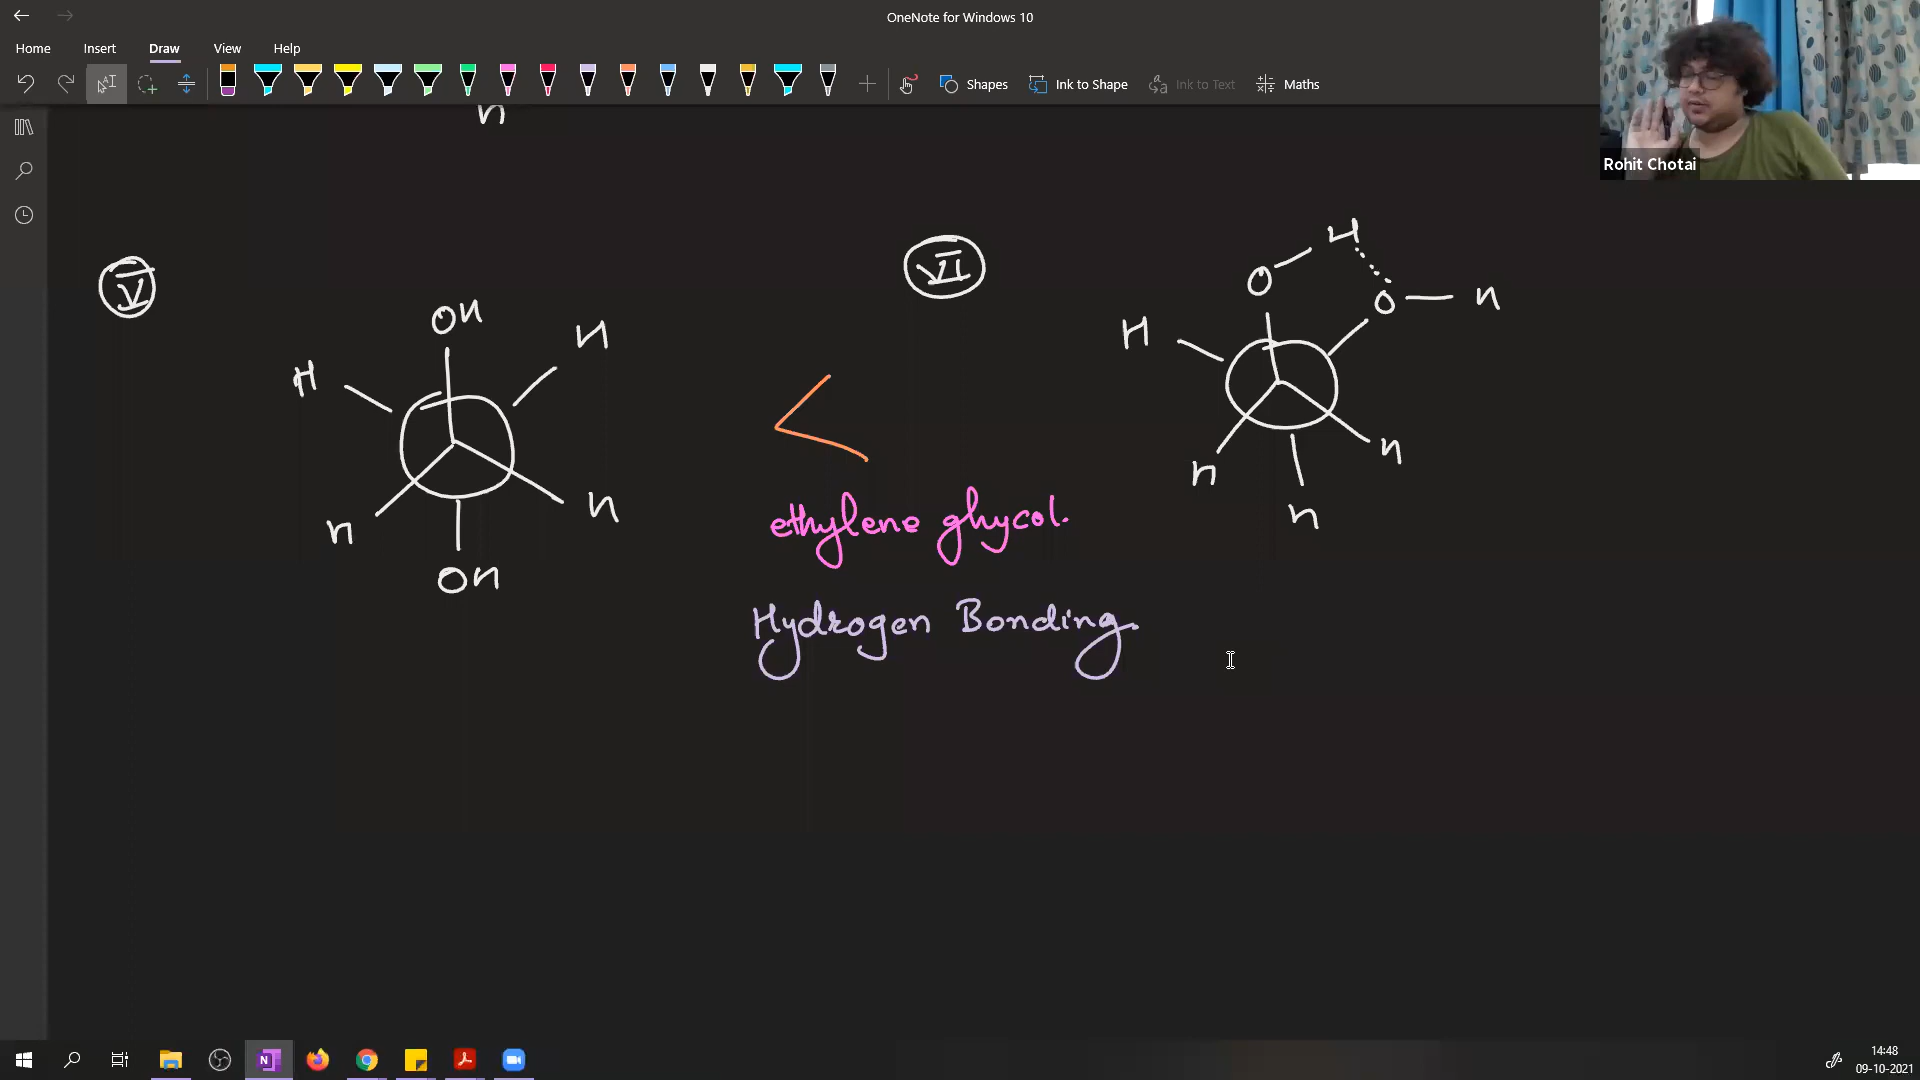 OneNote for Windows 10
Home Insert Draw View Help
Shapes Ink to Shape Ink to Text Maths
H
Rohit Chotai
V
OH
H
H
H
H
OH
VI
O H
O H
H
H
H
H
ethylene glycol.
Hydrogen Bonding.
14:48
09-10-2021